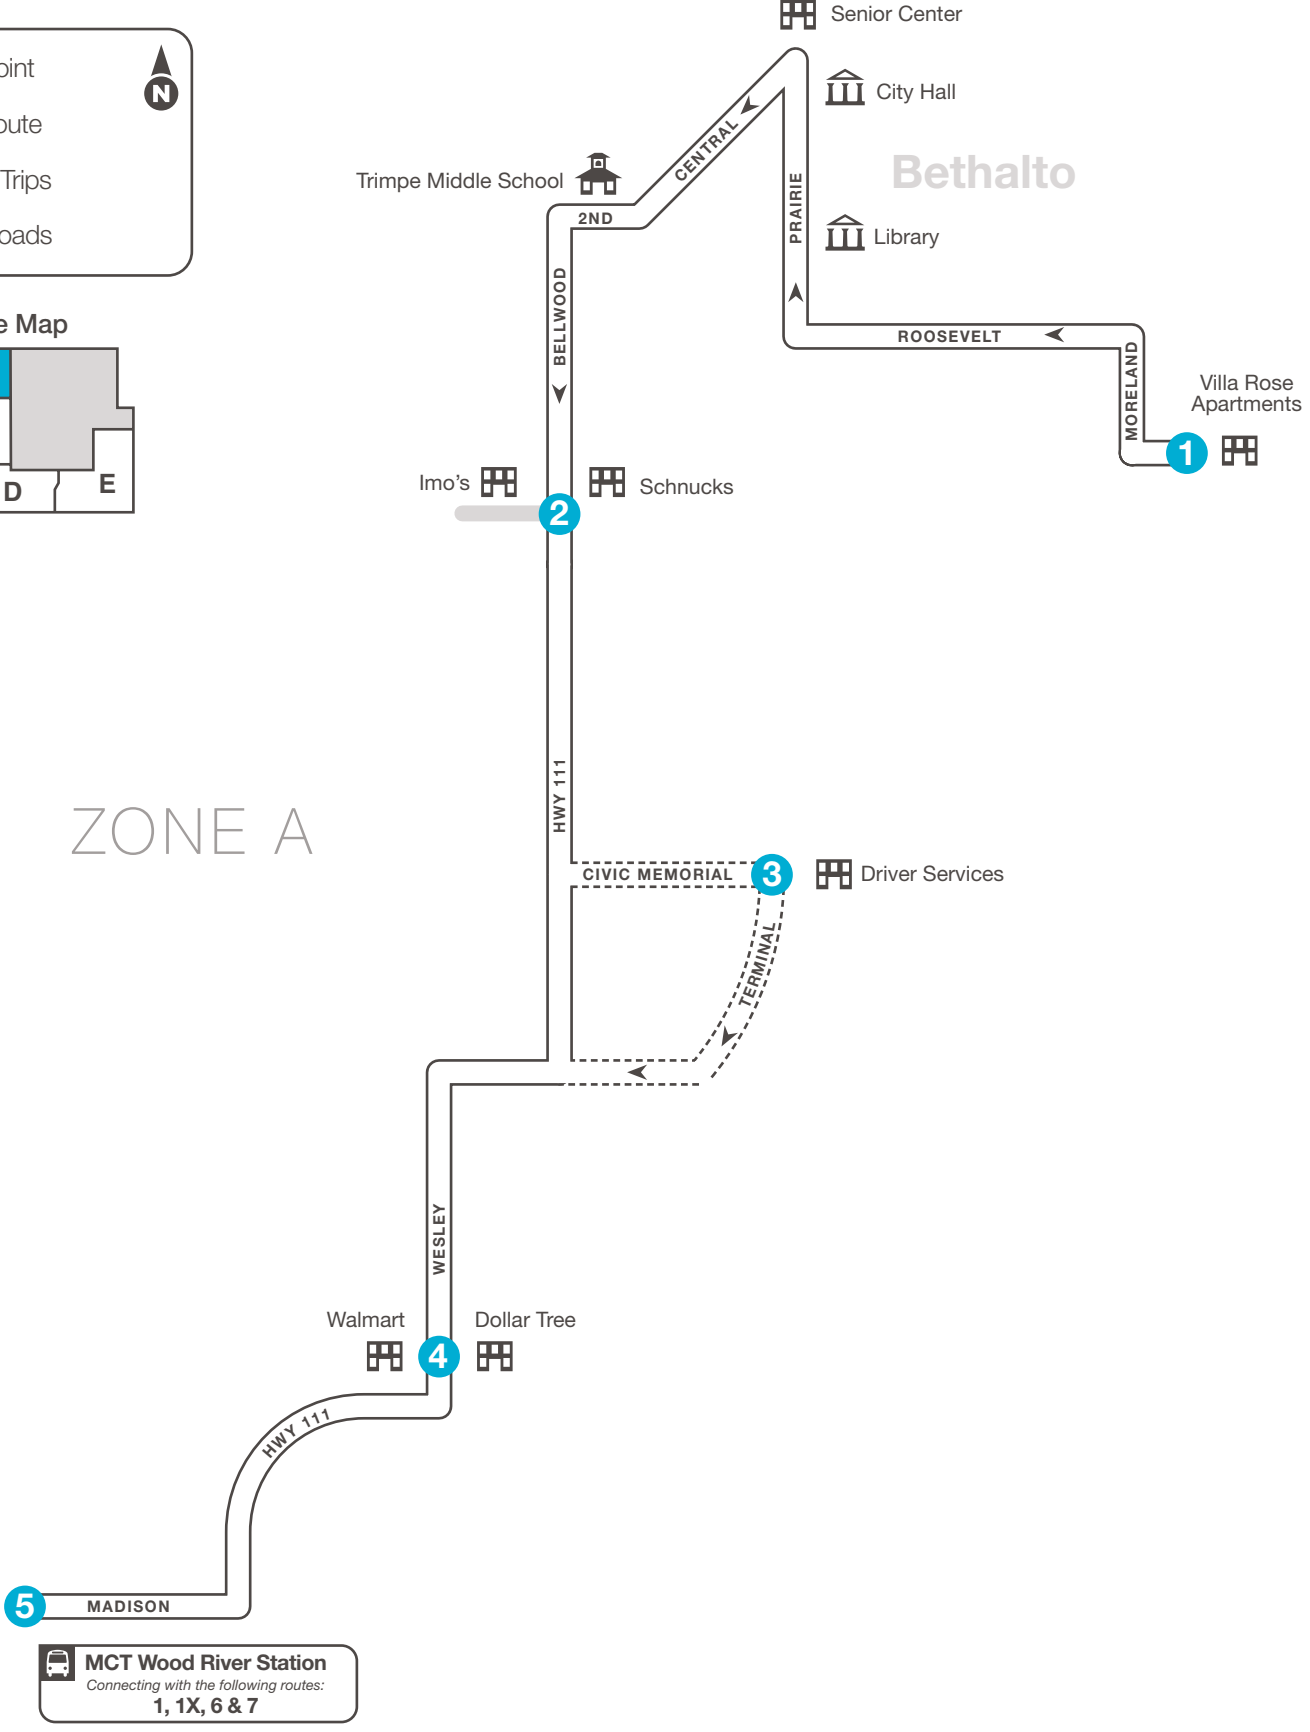 Senior Center
oint
N
oute
Trips
oads
City Hall
Bethalto
CENTRAL
Trimpe Middle School
2ND
PRAIRIE
Library
BELLWOOD
ROOSEVELT
MORELAND
Villa Rose
Apartments
1
e Map
D
E
Imo's
Schnucks
2
HWY 111
ZONE A
CIVIC MEMORIAL
3
Driver Services
TERMINAL
WESLEY
Walmart
Dollar Tree
4
HWY 111
5
MADISON
MCT Wood River Station
Connecting with the following routes:
1, 1X, 6 & 7